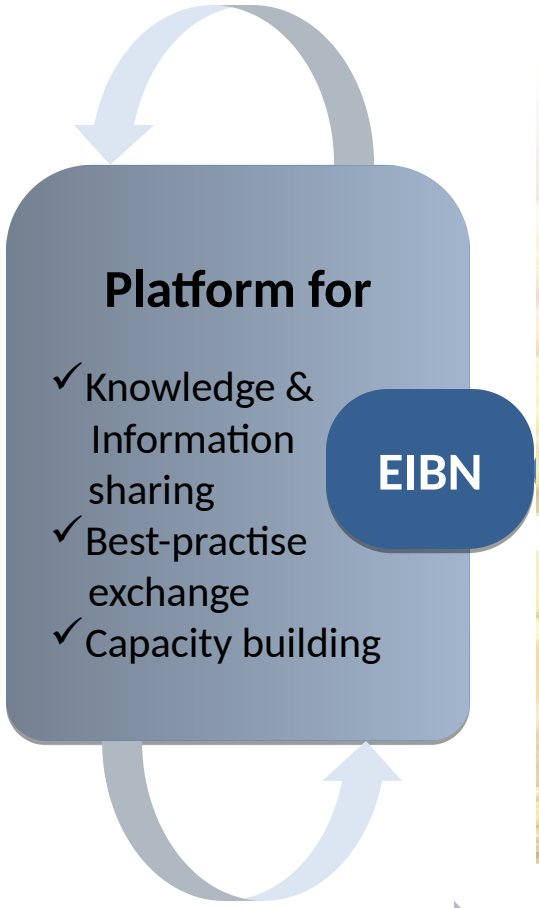 Platform for
✓Knowledge &
Information
sharing
EIBN
✓Best-practise
exchange
✓Capacity building